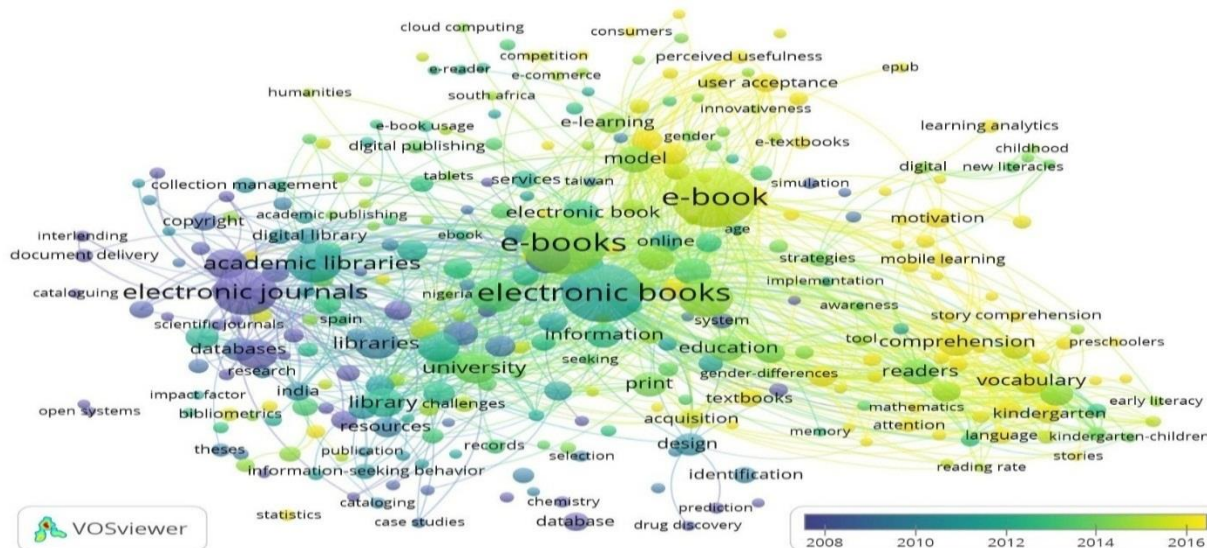 cloud computing
consumers
competition
perceived usefulness
e-reader
e-commerce
user acceptance
epub
humanities
south africa
innovativeness
e-book usage
e-learning
gender
learning analytics
digital publishing
model
e-textbooks
childhood
collection management
tablets
services
taiwan
simulation
digital
new literacies
copyright
academic publishing
electronic book
e-book
motivation
interlending
digital library
ebook
e-books
online
age
document delivery
academic libraries
strategies
mobile learning
cataloguing
electronic journals
nigeria
electronic books
implementation
scientific journals
spain
system
awareness
databases
libraries
information
story comprehension
research
university
seeking
education
tool
comprehension
preschoolers
impact factor
india
gender-differences
readers
vocabulary
open systems
bibliometrics
library
challenges
print
textbooks
mathematics
kindergarten
early literacy
resources
acquisition
attention
theses
publication
records
design
memory
language
kindergarten-children
information-seeking behavior
selection
identification
reading rate
stories
cataloging
chemistry
prediction
statistics
case studies
database
drug discovery
VOSviewer
2008 2010 2012 2014 2016